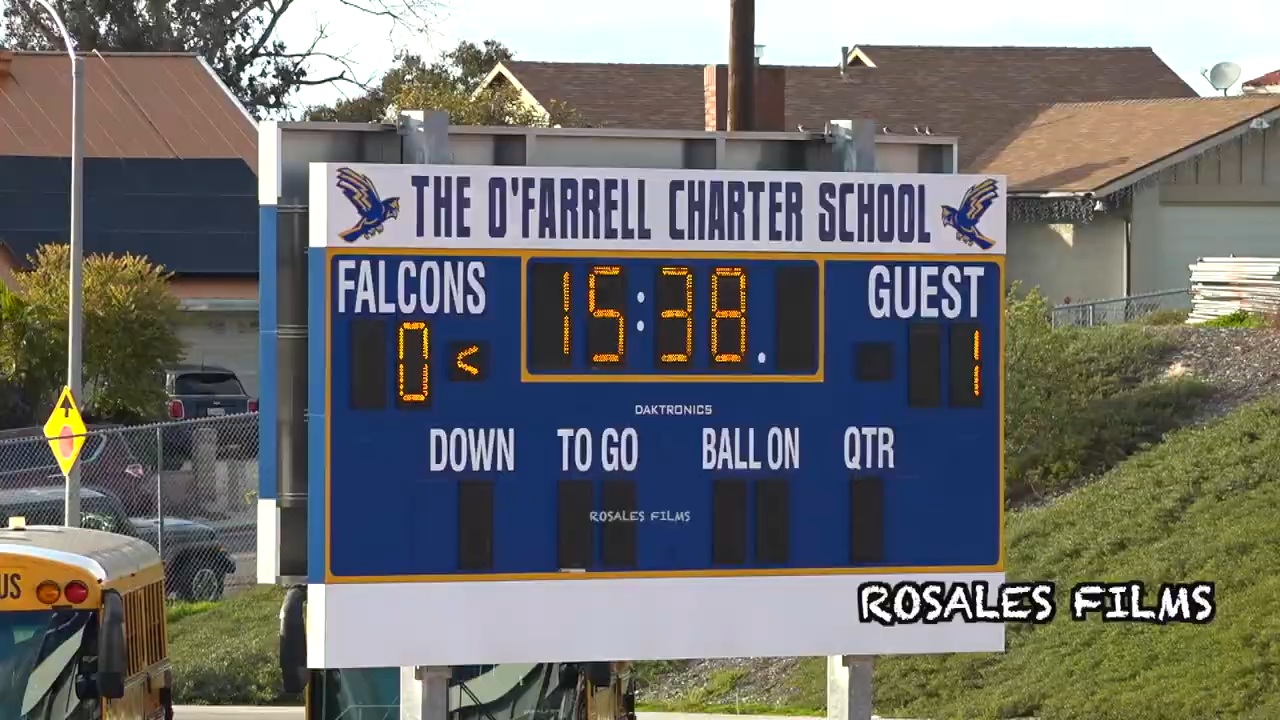 THE O'FARRELL CHARTER SCHOOL
FALCONS 15:38. GUEST
0 < 1
DAKTRONICS
DOWN TO GO BALL ON QTR
ROSALES FILMS
ROSALES FILMS
US